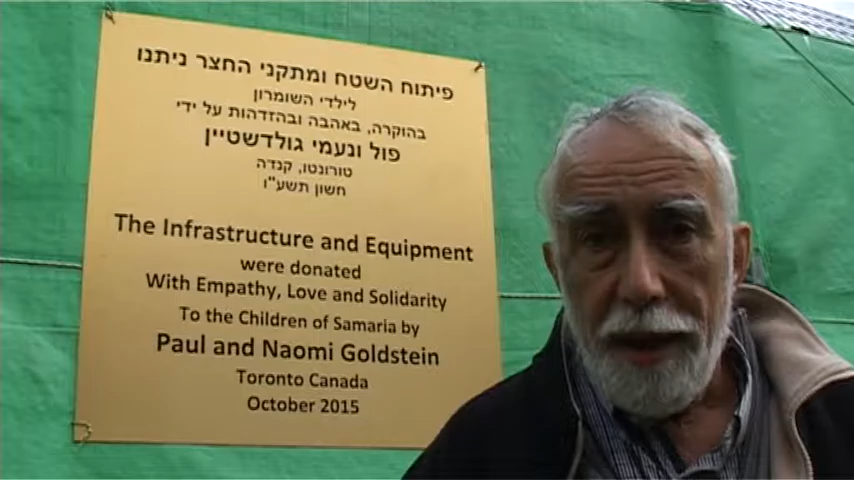 פיתוח השטח ומתקני החצר ניתנו
לילדי השומרון
בהוקרה, באהבה ובהזדהות על ידי
פול ונעמי גולדשטיין
טורונטו, קנדה
חשון תשע"ו
The Infrastructure and Equipment
were donated
With Empathy, Love and Solidarity
To the Children of Samaria by
Paul and Naomi Goldstein
Toronto Canada
October 2015